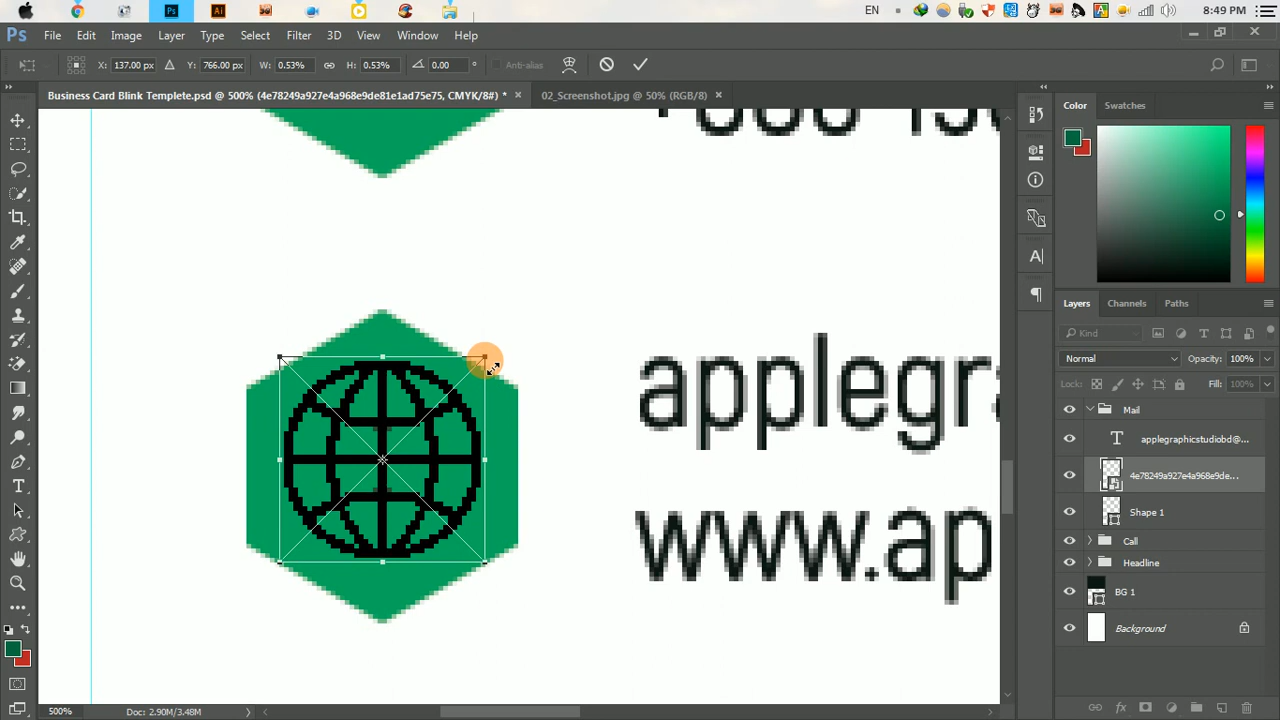 EN
8:49 PM
Ps
File Edit Image Layer Type Select Filter 3D View Window Help
X: 137.00 px Y: 766.00 px W: 0.53% H: 0.53% 0.00 ° Anti-alias
Business Card Blink Templete.psd @ 500% (4e78249a927e4a968e9de81e1ad75e75, CMYK/8#) * × 02_Screenshot.jpg @ 50% (RGB/8) ×
Color Swatches
applegra
www.ap
Layers Channels Paths
Kind
Normal Opacity: 100%
Lock: Fill: 100%
Mail
applegraphicstudiobd@...
4e78249a927e4a968e9de...
Shape 1
Call
Headline
BG 1
Background
500% Doc: 2.90M/3.48M